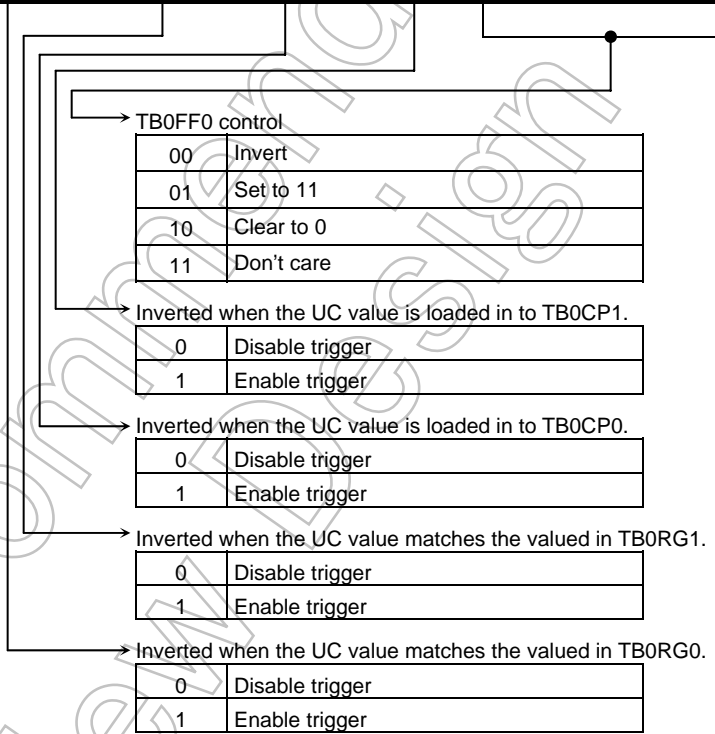 TB0FF0 control
00 Invert
01 Set to 11
10 Clear to 0
11 Don't care
Inverted when the UC value is loaded in to TB0CP1.
0 Disable trigger
1 Enable trigger
Inverted when the UC value is loaded in to TB0CP0.
0 Disable trigger
1 Enable trigger
Inverted when the UC value matches the valued in TB0RG1.
0 Disable trigger
1 Enable trigger
Inverted when the UC value matches the valued in TB0RG0.
0 Disable trigger
1 Enable trigger